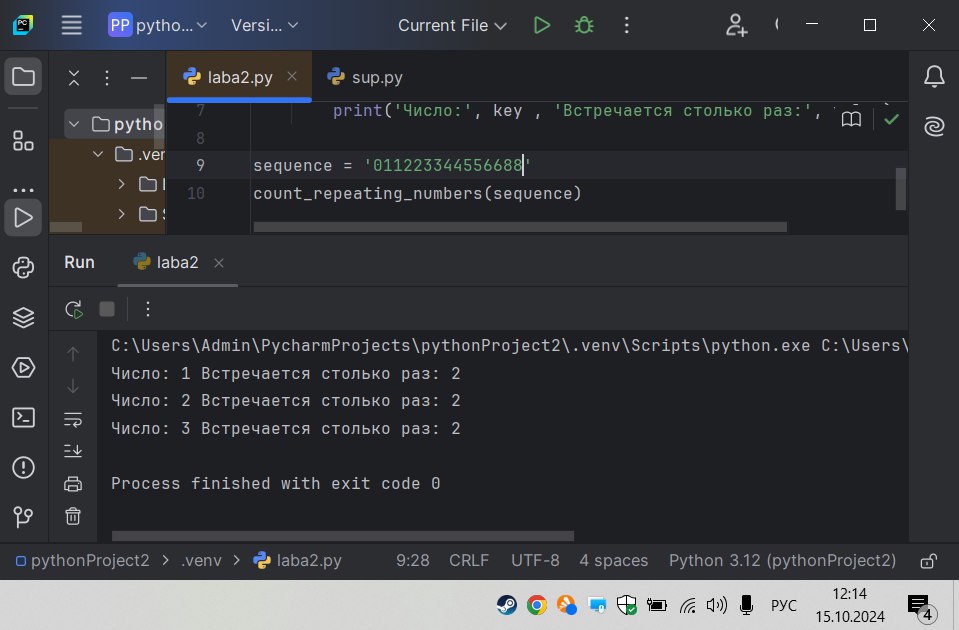 PC
PP pytho...
Versi...
Current File
laba2.py
sup.py
pytho
.ver
7 print('Число:', key , 'Встречается столько раз:',
8
9 sequence = '011223344556688'
10 count_repeating_numbers(sequence)
Run
laba2
C:\Users\Admin\PycharmProjects\pythonProject2\.venv\Scripts\python.exe C:\Users\
Число: 1 Встречается столько раз: 2
Число: 2 Встречается столько раз: 2
Число: 3 Встречается столько раз: 2
Process finished with exit code 0
pythonProject2 > .venv > laba2.py
9:28 CRLF UTF-8 4 spaces Python 3.12 (pythonProject2)
РУС
12:14
15.10.2024
4